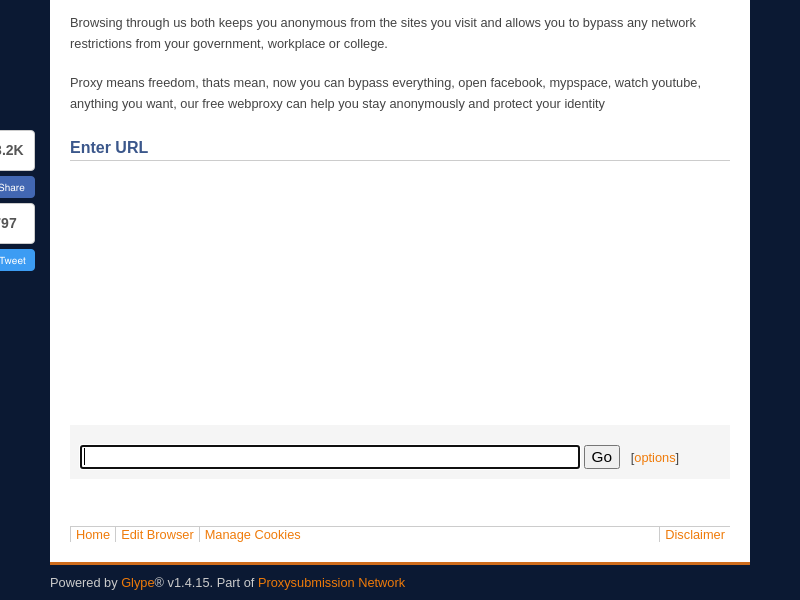 Browsing through us both keeps you anonymous from the sites you visit and allows you to bypass any network
restrictions from your government, workplace or college.
Proxy means freedom, thats mean, now you can bypass everything, open facebook, mypspace, watch youtube,
anything you want, our free webproxy can help you stay anonymously and protect your identity
Enter URL
.2K
Share
97
Tweet
Go [options]
Home Edit Browser Manage Cookies Disclaimer
Powered by Glype® v1.4.15. Part of Proxysubmission Network